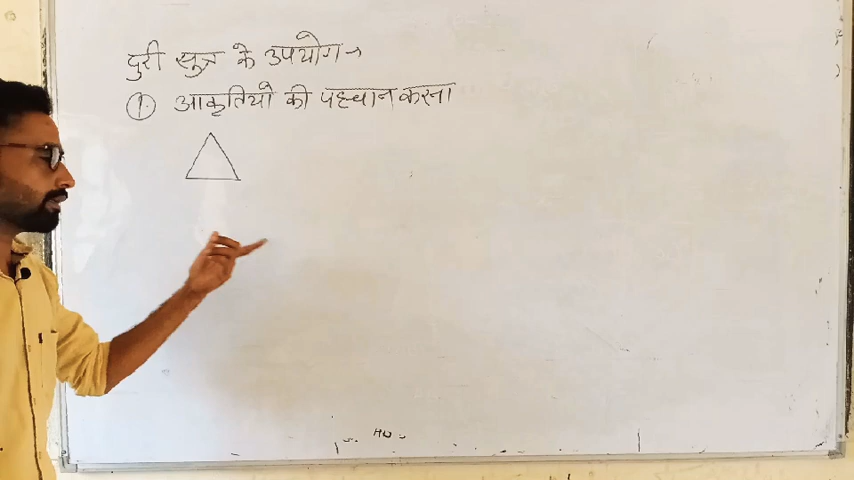 दुरी सुत्र के उपयोग →
① आकृतियो की पहचान करना